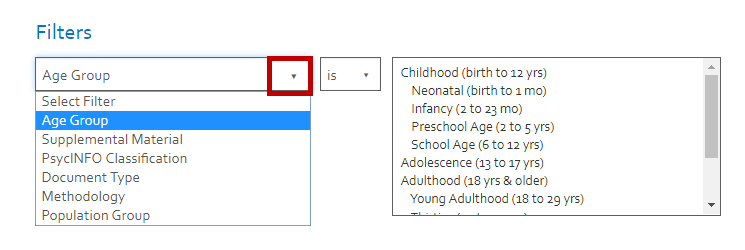 Filters
Age Group
is
Select Filter
Age Group
Supplemental Material
PsycINFO Classification
Document Type
Methodology
Population Group
Childhood (birth to 12 yrs)
Neonatal (birth to 1 mo)
Infancy (2 to 23 mo)
Preschool Age (2 to 5 yrs)
School Age (6 to 12 yrs)
Adolescence (13 to 17 yrs)
Adulthood (18 yrs & older)
Young Adulthood (18 to 29 yrs)